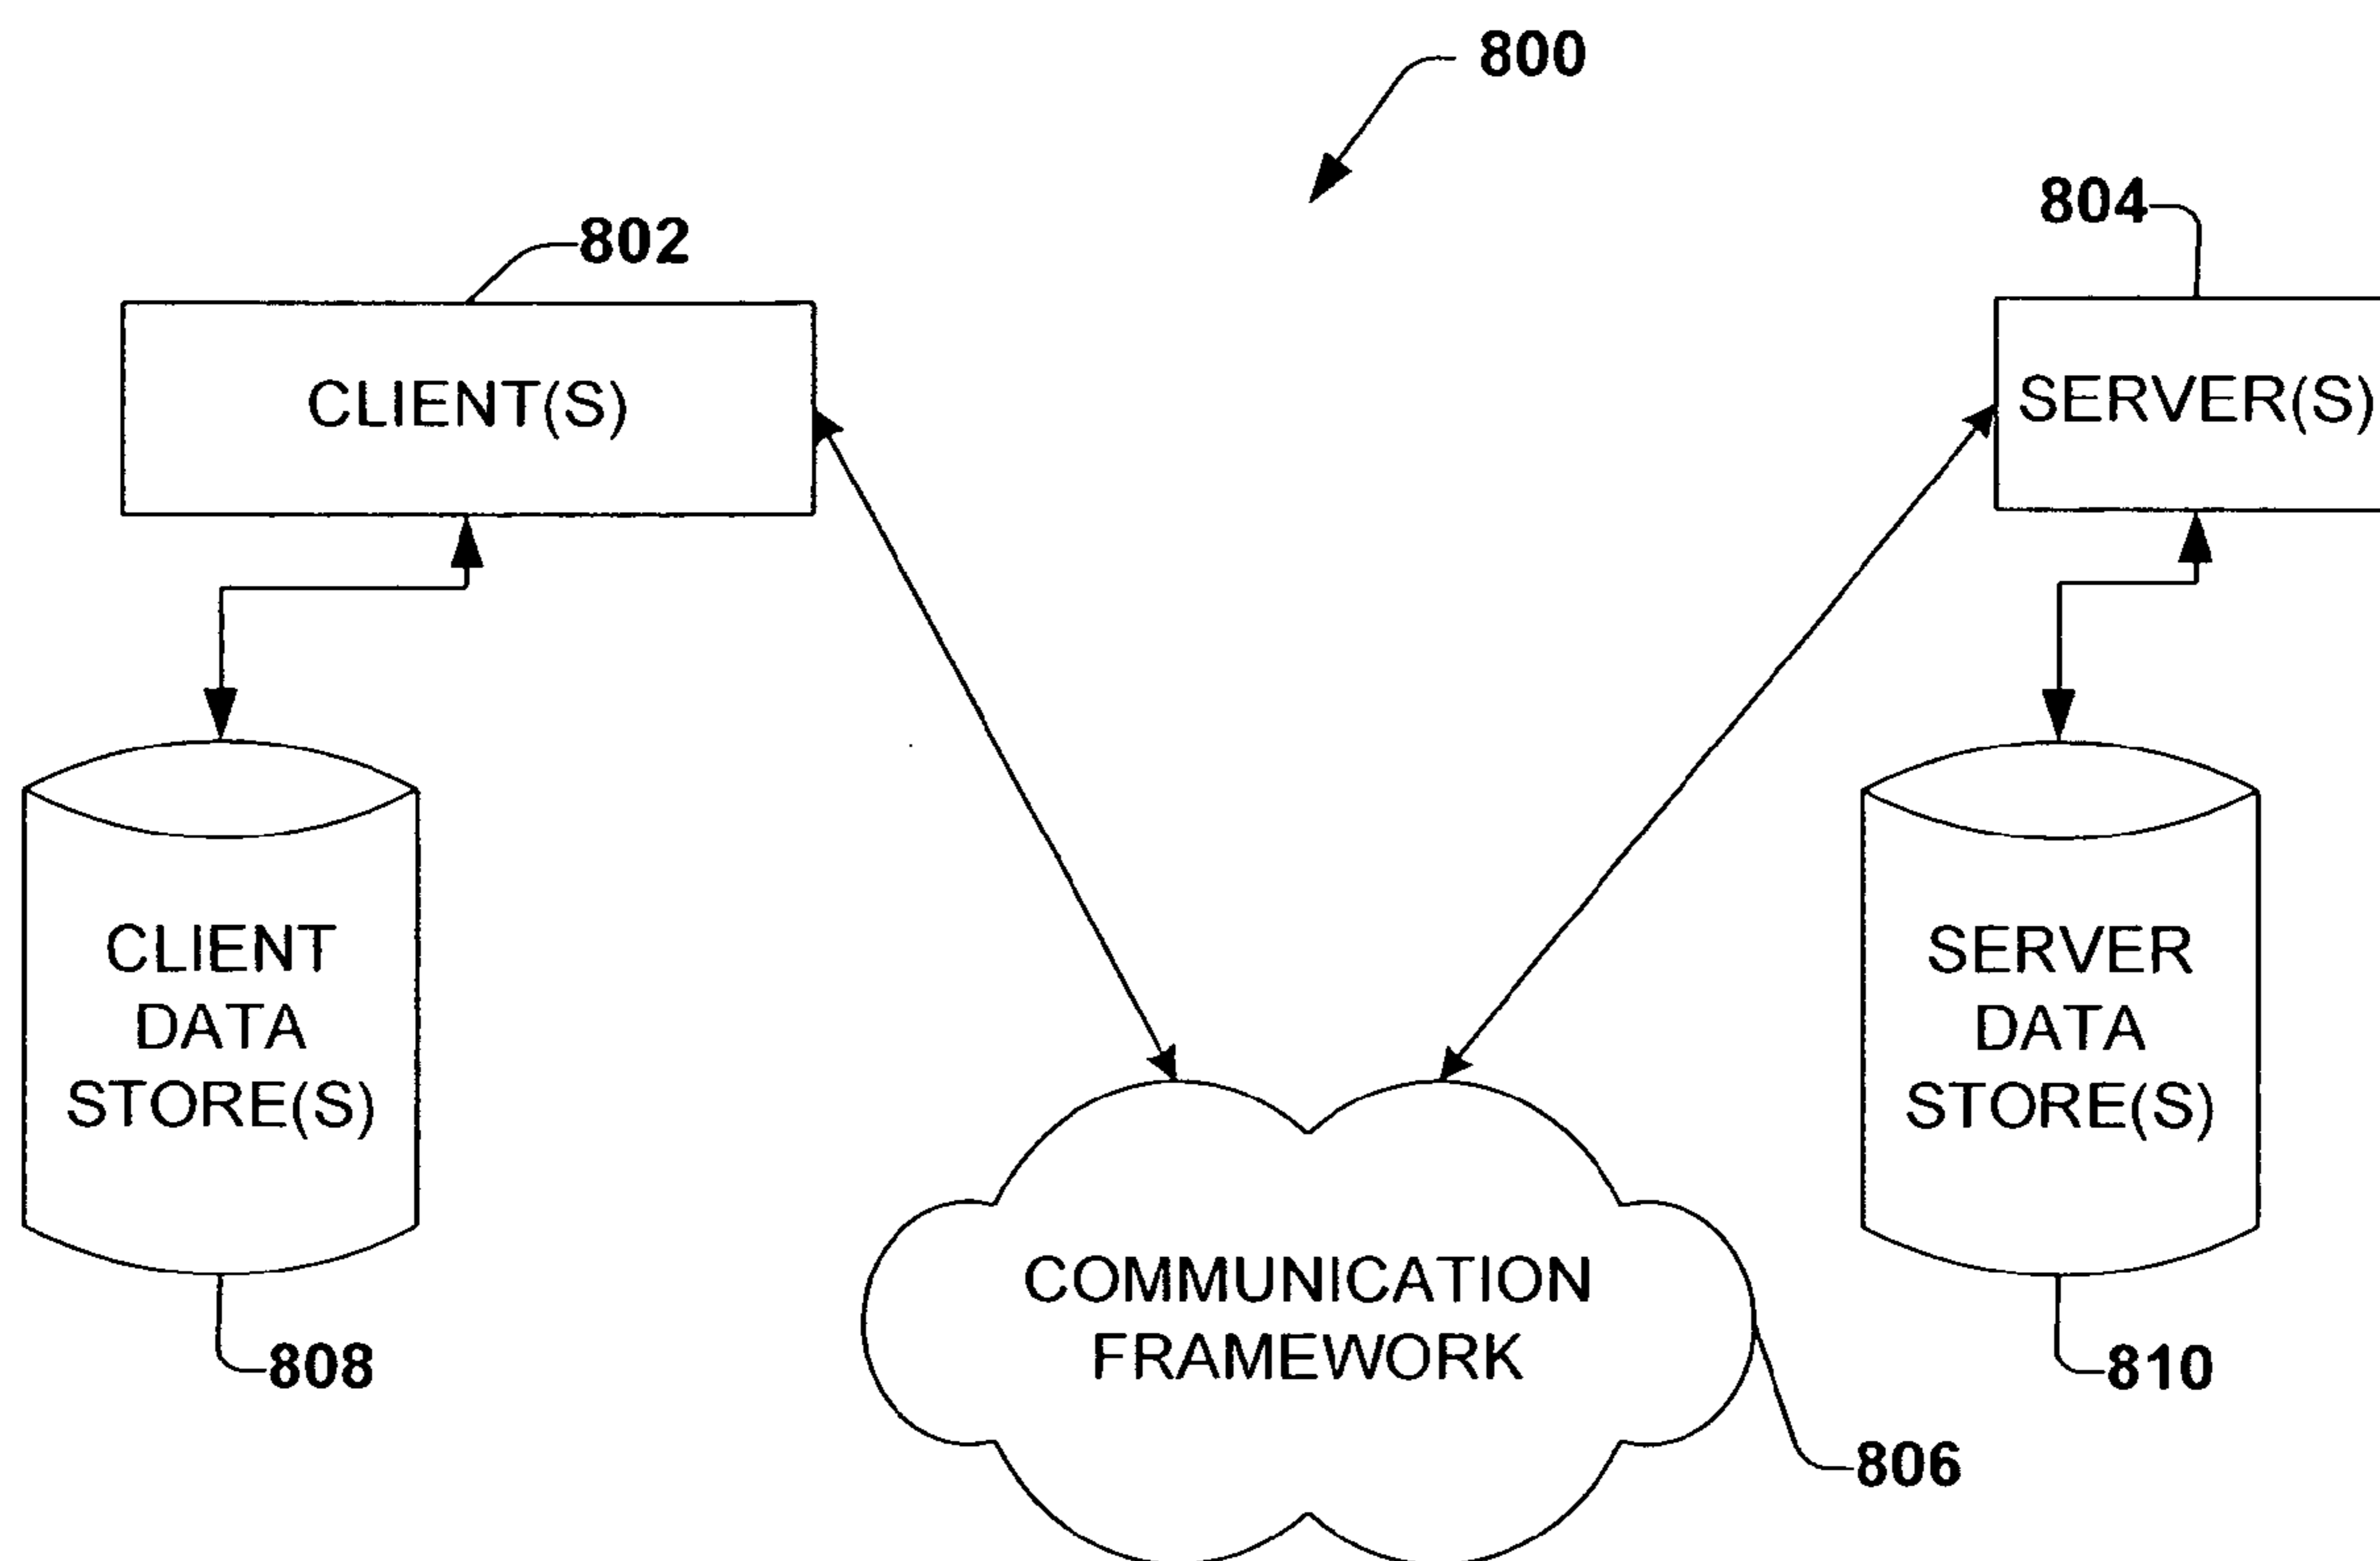 800
802
804
CLIENT(S)
SERVER(S)
CLIENT
DATA
STORE(S)
SERVER
DATA
STORE(S)
COMMUNICATION
FRAMEWORK
808
810
806